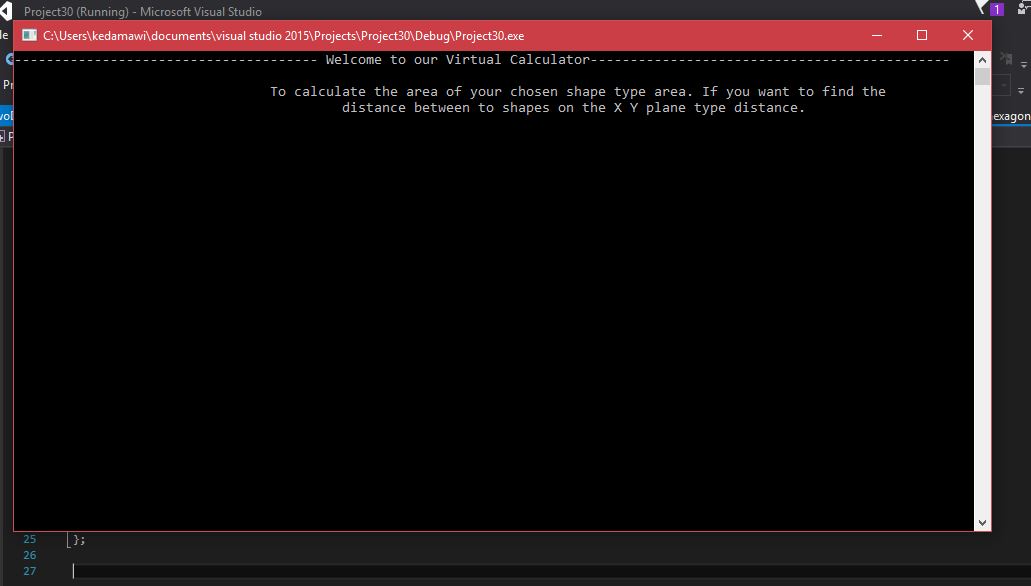 Project30 (Running) - Microsoft Visual Studio
1
C:\Users\kedamawi\documents\visual studio 2015\Projects\Project30\Debug\Project30.exe
-------------------------------------- Welcome to our Virtual Calculator---------------------------------------------
To calculate the area of your chosen shape type area. If you want to find the
distance between to shapes on the X Y plane type distance.
exagon
25 };
26
27